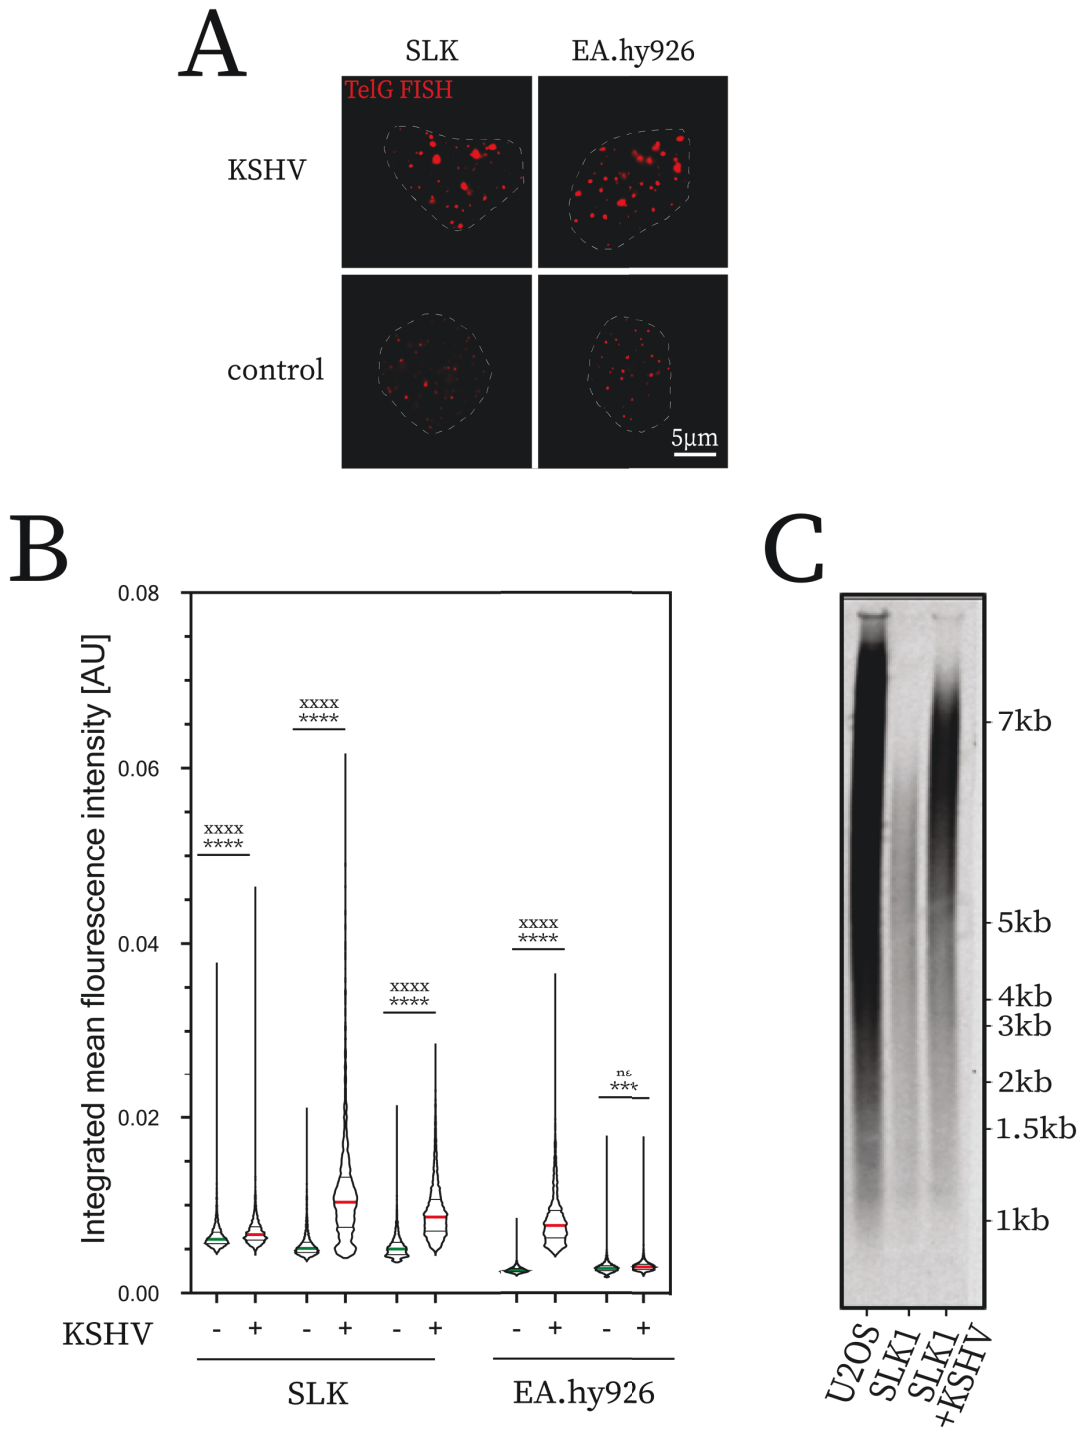 A
SLK EA.hy926
TelG FISH
KSHV
control
5µm
B
Integrated mean flourescence intensity [AU]
0.08
0.06
0.04
0.02
0.00
xxxx
****
xxxx
****
xxxx
****
xxxx
****
ns
***
KSHV - + - + - + - + - +
SLK EA.hy926
C
7kb
5kb
4kb
3kb
2kb
1.5kb
1kb
U2OS
SLK1
SLK1
+KSHV